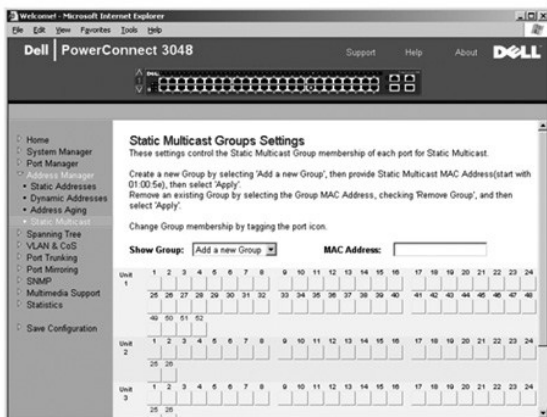 Welcome! - Microsoft Internet Explorer
File Edit View Favorites Tools Help
Dell | PowerConnect 3048
Support Help About DELL
Home
System Manager
Port Manager
Address Manager
Static Addresses
Dynamic Addresses
Address Aging
Static Multicast
Spanning Tree
VLAN & CoS
Port Trunking
Port Mirroring
SNMP
Multimedia Support
Statistics
Save Configuration
Static Multicast Groups Settings
These settings control the Static Multicast Group membership of each port for Static Multicast.
Create a new Group by selecting 'Add a new Group', then provide Static Multicast MAC Address(start with
01:00:5e), then select 'Apply'.
Remove an existing Group by selecting the Group MAC Address, checking 'Remove Group', and then
select 'Apply'.
Change Group membership by tagging the port icon.
Show Group: Add a new Group MAC Address:
Unit 1 2 3 4 5 6 7 8 9 10 11 12 13 14 15 16 17 18 19 20 21 22 23 24
1
25 26 27 28 29 30 31 32 33 34 35 36 37 38 39 40 41 42 43 44 45 46 47 48
49 50 51 52
Unit 1 2 3 4 5 6 7 8 9 10 11 12 13 14 15 16 17 18 19 20 21 22 23 24
2
25 26
Unit 1 2 3 4 5 6 7 8 9 10 11 12 13 14 15 16 17 18 19 20 21 22 23 24
3
25 26